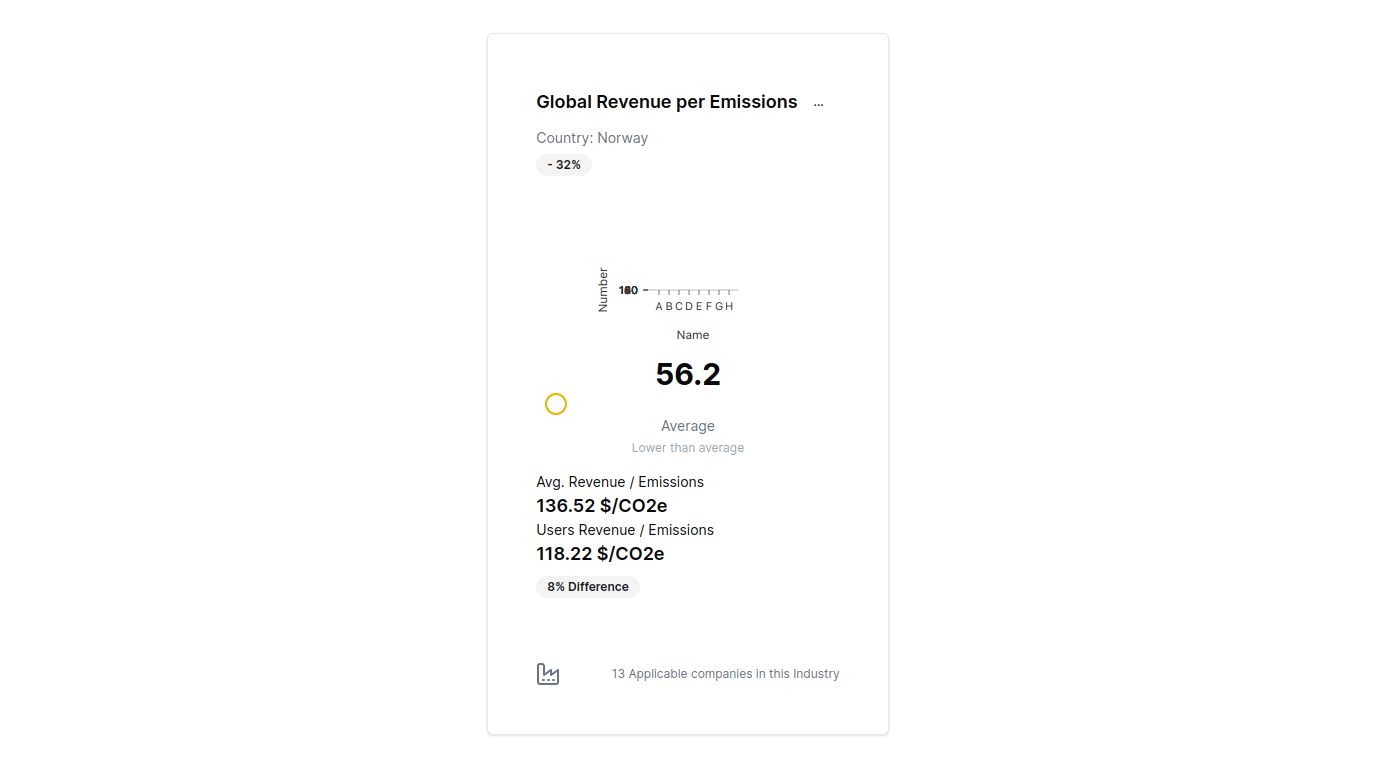 Global Revenue per Emissions ...
Country: Norway
- 32%
Number
A B C D E F G H
Name
56.2
Average
Lower than average
Avg. Revenue / Emissions
136.52 $/CO2e
Users Revenue / Emissions
118.22 $/CO2e
8% Difference
13 Applicable companies in this Industry